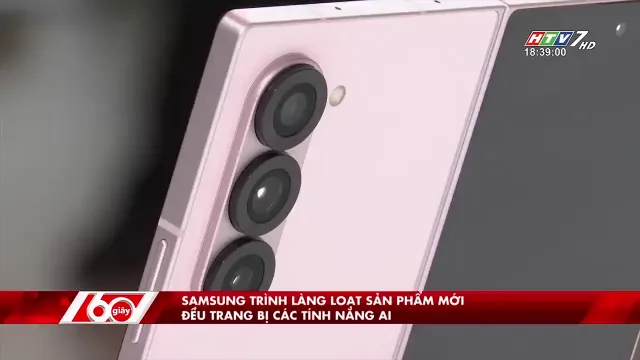 HTV7 HD
18:39:00
60 giây
SAMSUNG TRÌNH LÀNG LOẠT SẢN PHẨM MỚI
ĐỀU TRANG BỊ CÁC TÍNH NĂNG AI